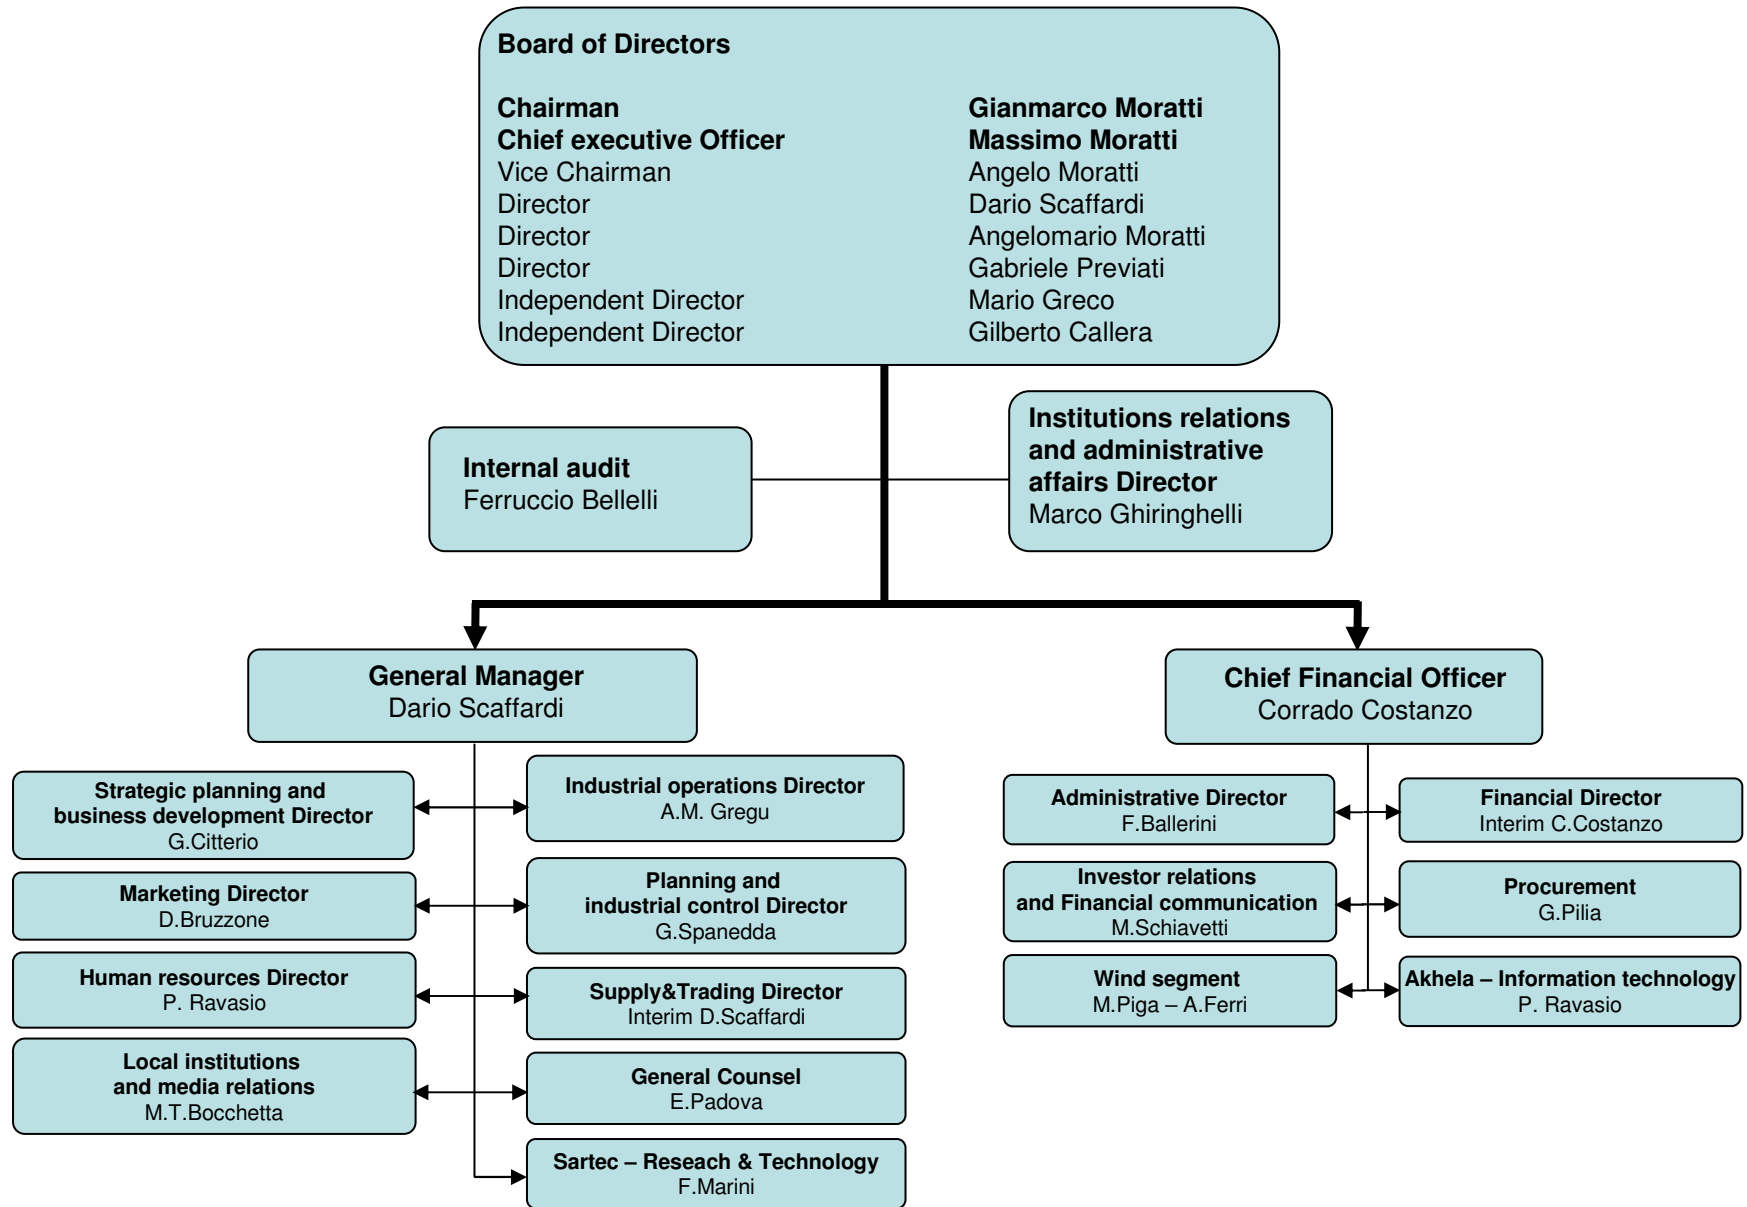 Board of Directors
Chairman Gianmarco Moratti
Chief executive Officer Massimo Moratti
Vice Chairman Angelo Moratti
Director Dario Scaffardi
Director Angelomario Moratti
Director Gabriele Previati
Independent Director Mario Greco
Independent Director Gilberto Callera
Internal audit
Ferruccio Bellelli
Institutions relations
and administrative
affairs Director
Marco Ghiringhelli
General Manager
Dario Scaffardi
Chief Financial Officer
Corrado Costanzo
Strategic planning and
business development Director
G.Citterio
Industrial operations Director
A.M. Gregu
Marketing Director
D.Bruzzone
Planning and
industrial control Director
G.Spanedda
Human resources Director
P. Ravasio
Supply&Trading Director
Interim D.Scaffardi
Local institutions
and media relations
M.T.Bocchetta
General Counsel
E.Padova
Sartec – Reseach & Technology
F.Marini
Administrative Director
F.Ballerini
Financial Director
Interim C.Costanzo
Investor relations
and Financial communication
M.Schiavetti
Procurement
G.Pilia
Wind segment
M.Piga – A.Ferri
Akhela – Information technology
P. Ravasio